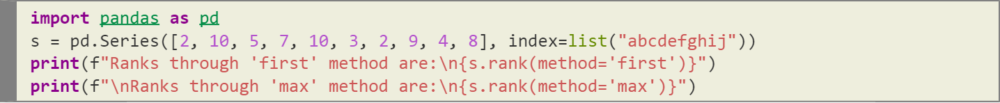 import pandas as pd
s = pd.Series([2, 10, 5, 7, 10, 3, 2, 9, 4, 8], index=list("abcdefghij"))
print(f"Ranks through 'first' method are:\n{s.rank(method='first')}")
print(f"\nRanks through 'max' method are:\n{s.rank(method='max')}")